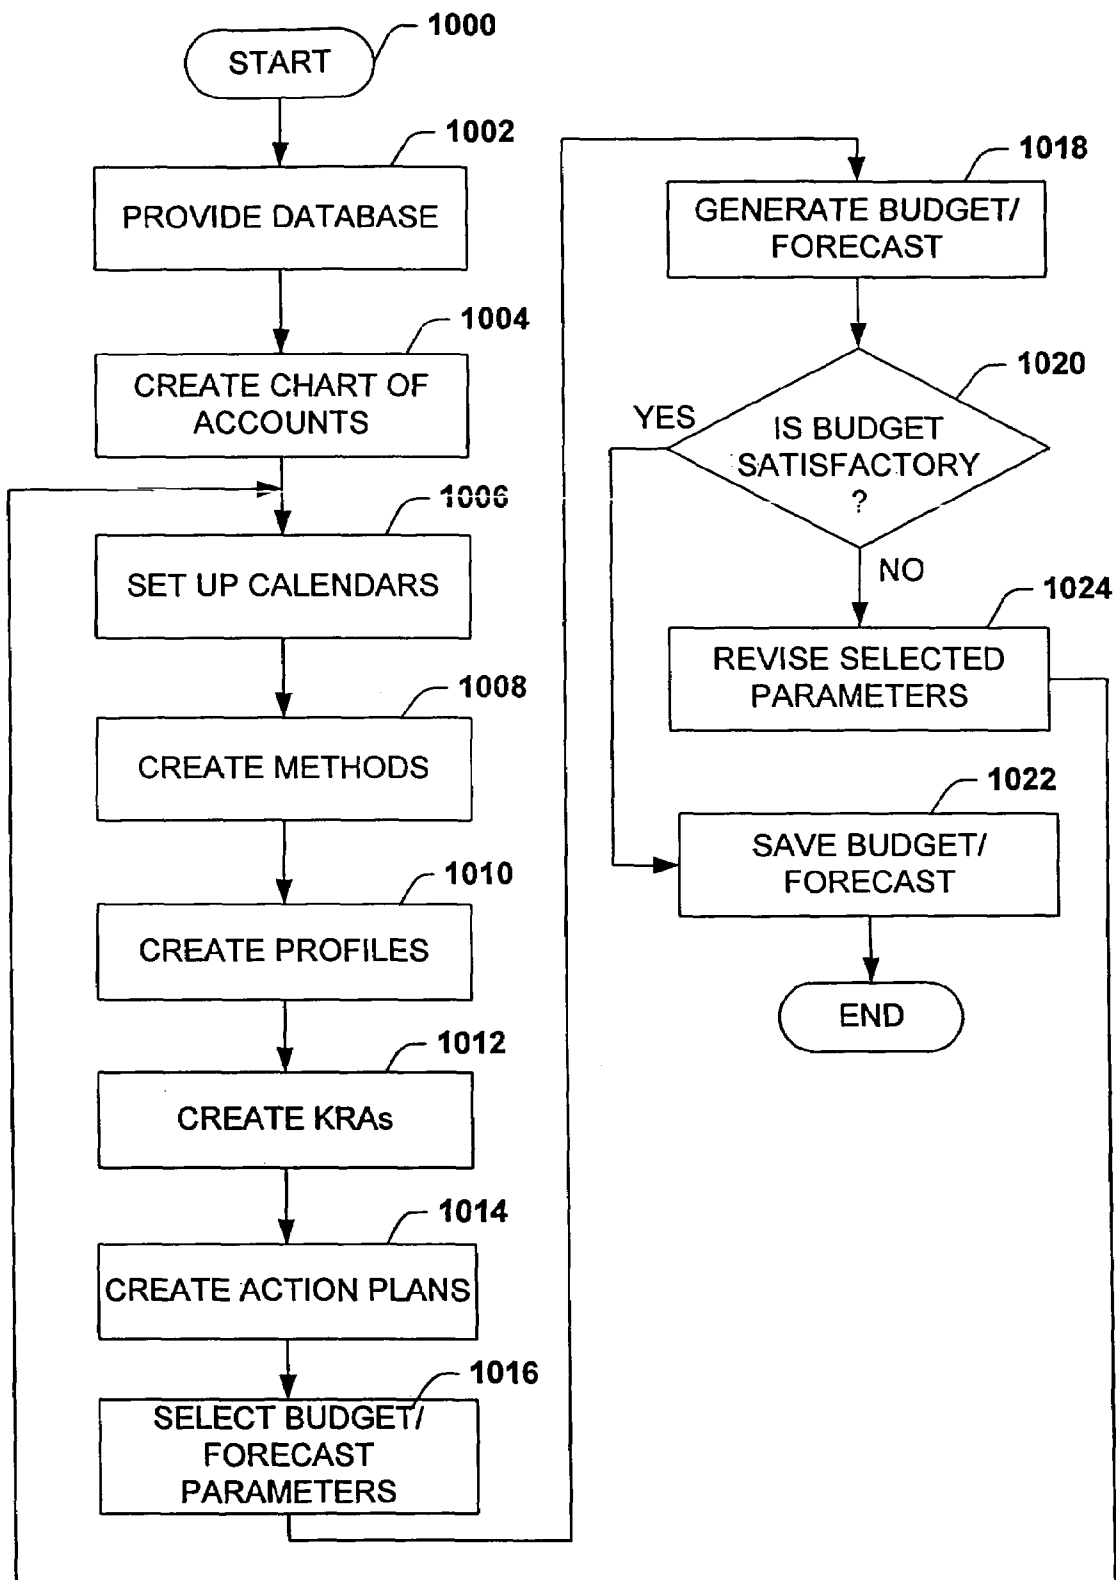 1000
START
1002
PROVIDE DATABASE
1004
CREATE CHART OF
ACCOUNTS
1006
SET UP CALENDARS
1008
CREATE METHODS
1010
CREATE PROFILES
1012
CREATE KRAs
1014
CREATE ACTION PLANS
1016
SELECT BUDGET/
FORECAST
PARAMETERS
1018
GENERATE BUDGET/
FORECAST
1020
YES
IS BUDGET
SATISFACTORY
?
NO
1024
REVISE SELECTED
PARAMETERS
1022
SAVE BUDGET/
FORECAST
END